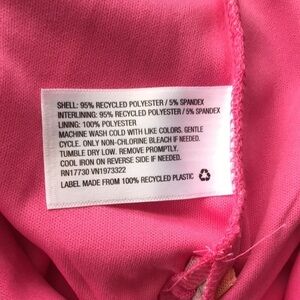 SHELL: 95% RECYCLED POLYESTER / 5% SPANDEX
INTERLINING: 95% RECYCLED POLYESTER / 5% SPANDEX
LINING: 100% POLYESTER
MACHINE WASH COLD WITH LIKE COLORS. GENTLE
CYCLE. ONLY NON-CHLORINE BLEACH IF NEEDED.
TUMBLE DRY LOW. REMOVE PROMPTLY.
COOL IRON ON REVERSE SIDE IF NEEDED.
RN17730 VN1973322
LABEL MADE FROM 100% RECYCLED PLASTIC